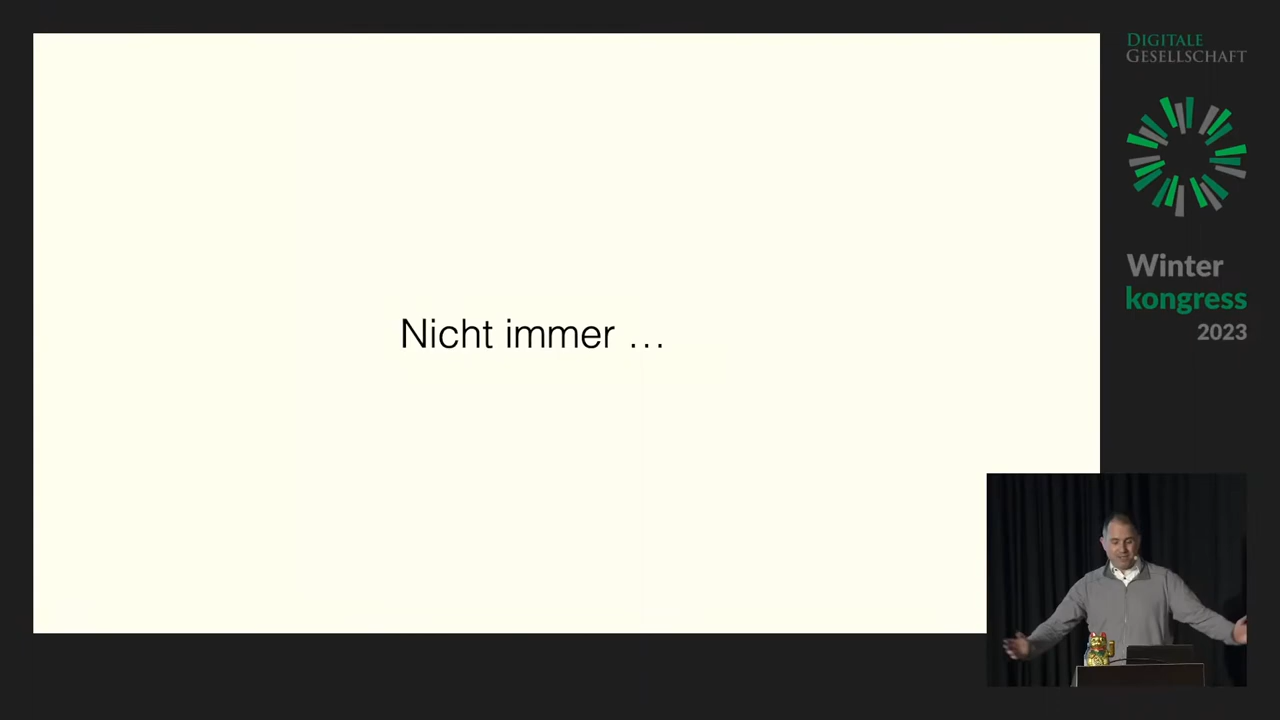 Nicht immer …
DIGITALE
GESELLSCHAFT
Winter
kongress
2023